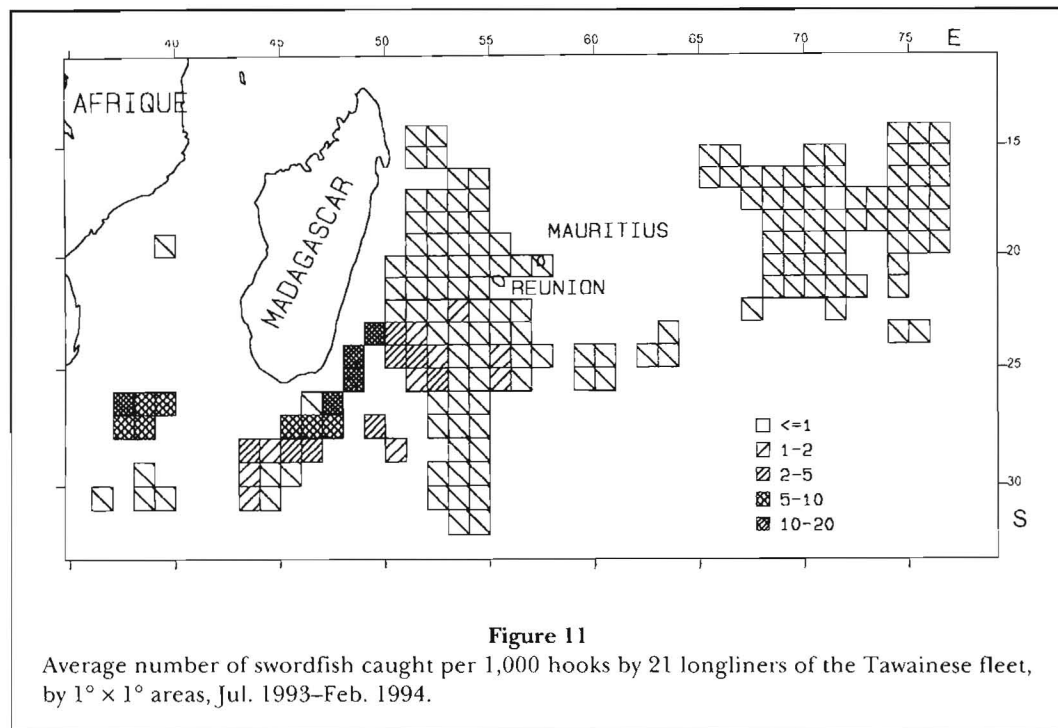 40 45 50 55 60 65 70 75 E
AFRIQUE
MADAGASCAR
MAURITIUS
REUNION
15
20
25
30
S
<=1
1-2
2-5
5-10
10-20
Figure 11
Average number of swordfish caught per 1,000 hooks by 21 longliners of the Tawainese fleet,
by 1° × 1° areas, Jul. 1993–Feb. 1994.